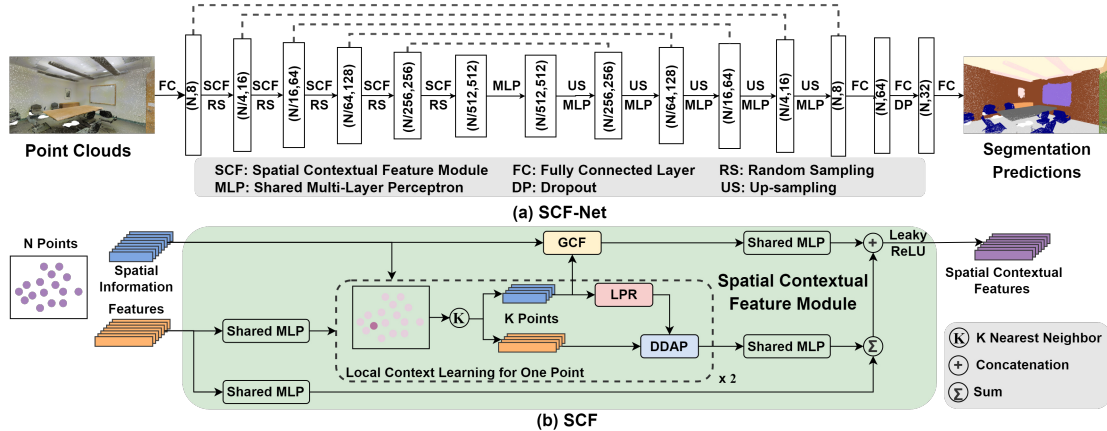 FC
(N,8)
SCF
RS
(N/4,16)
SCF
RS
(N/16,64)
SCF
RS
(N/64,128)
SCF
RS
(N/256,256)
SCF
RS
(N/512,512)
MLP
(N/512,512)
US
MLP
(N/256,256)
US
MLP
(N/64,128)
US
MLP
(N/16,64)
US
MLP
(N/4,16)
US
MLP
(N,8)
FC
(N,64)
FC
DP
(N,32)
FC
Point Clouds
Segmentation
Predictions
SCF: Spatial Contextual Feature Module
FC: Fully Connected Layer
RS: Random Sampling
MLP: Shared Multi-Layer Perceptron
DP: Dropout
US: Up-sampling
(a) SCF-Net
N Points
Spatial
Information
Features
GCF
Shared MLP
+
Leaky
ReLU
Spatial Contextual
Features
Spatial Contextual
Feature Module
Shared MLP
K
K Points
LPR
DDAP
Shared MLP
Σ
Local Context Learning for One Point
x 2
Shared MLP
K K Nearest Neighbor
+ Concatenation
Σ Sum
(b) SCF